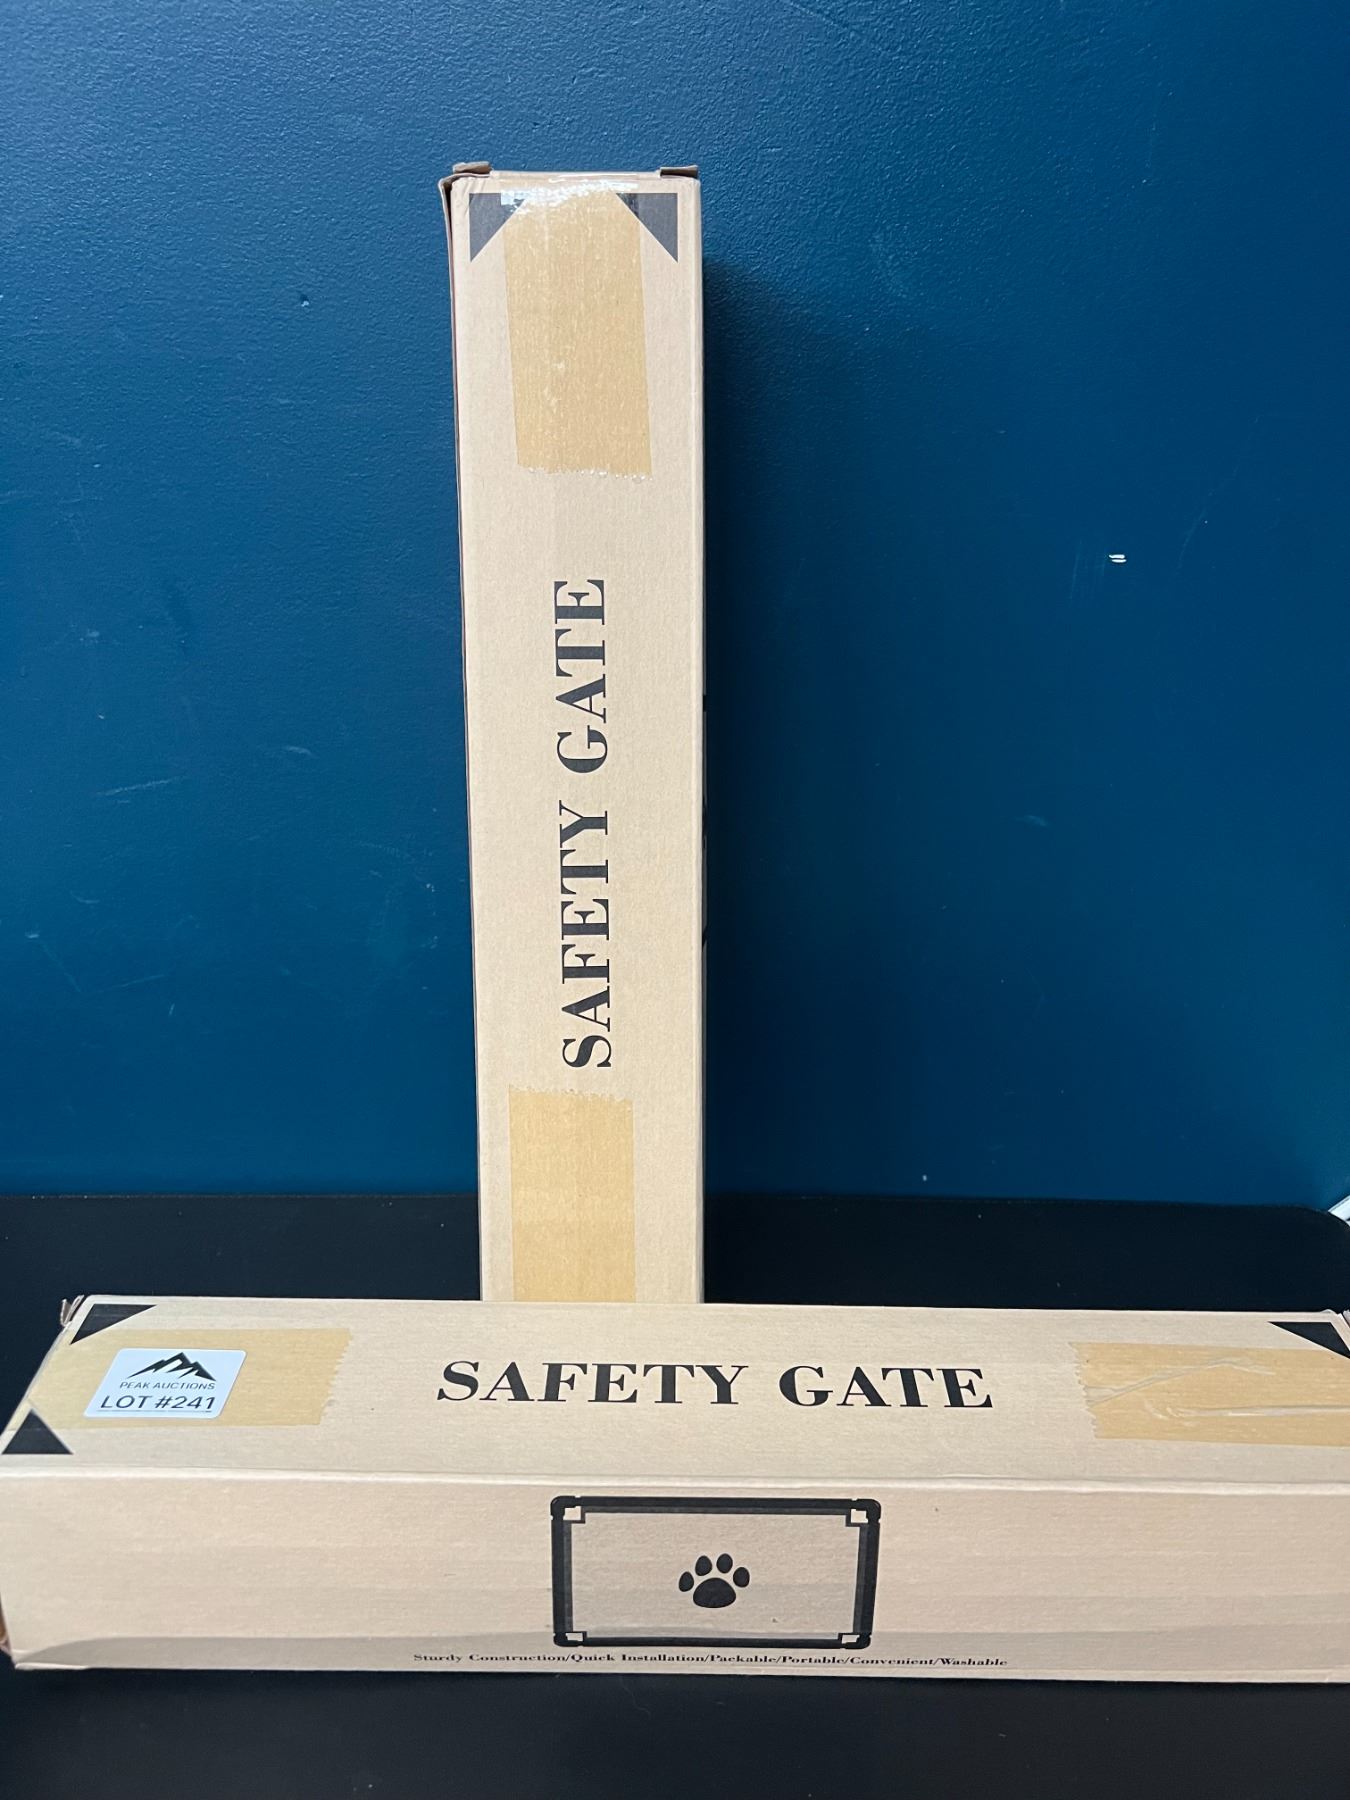 SAFETY GATE
PEAK AUCTIONS
LOT #241
SAFETY GATE
Sturdy Construction/Quick Installation/Packable/Portable/Convenient/Washable